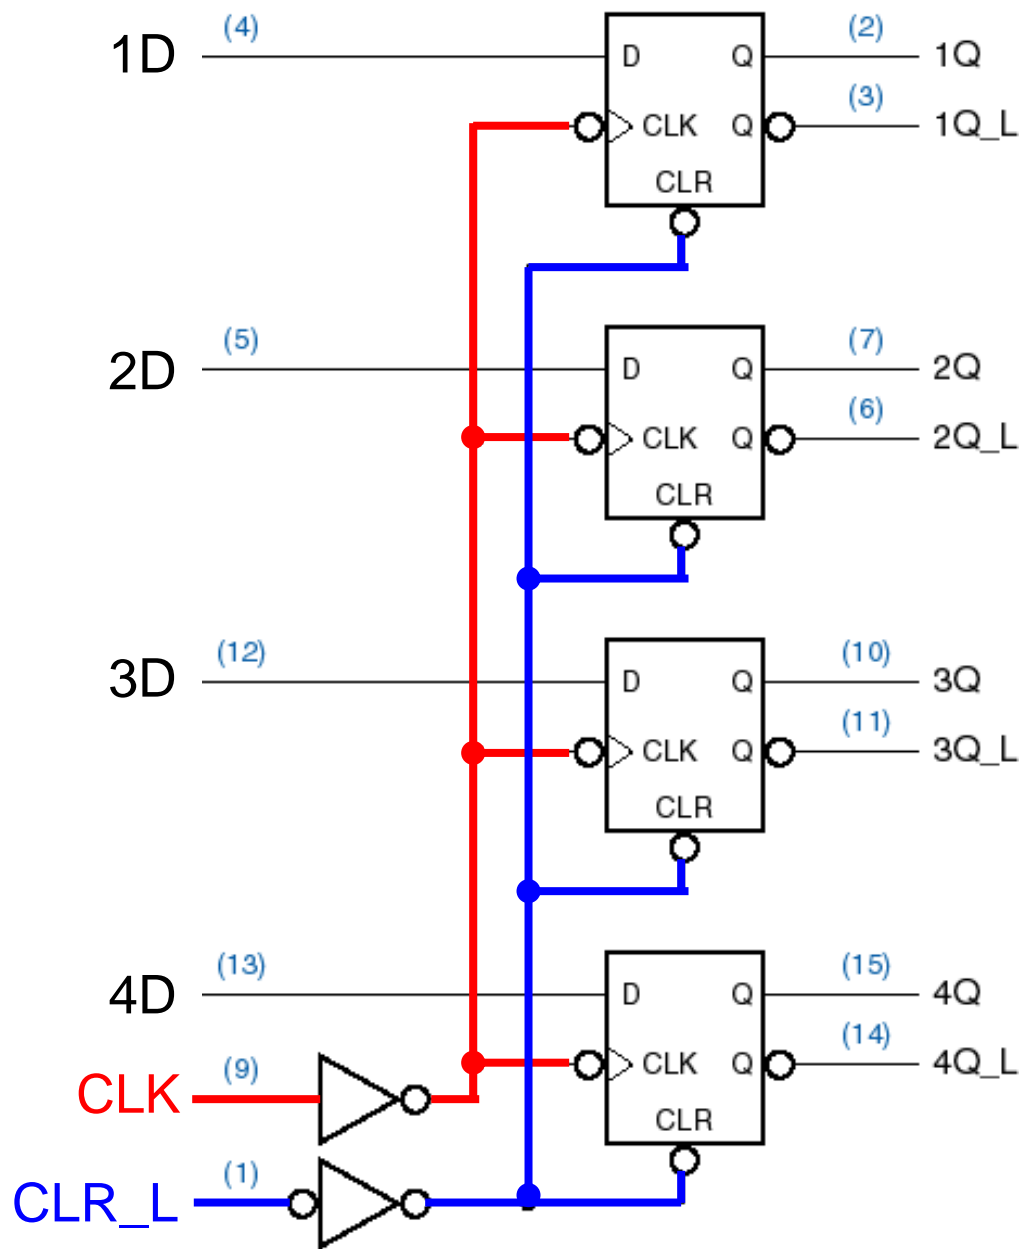 1D (4) D Q (2) 1Q
CLK Q (3) 1Q_L
CLR
2D (5) D Q (7) 2Q
CLK Q (6) 2Q_L
CLR
3D (12) D Q (10) 3Q
CLK Q (11) 3Q_L
CLR
4D (13) D Q (15) 4Q
CLK Q (14) 4Q_L
CLK (9)
CLR
CLR_L (1)